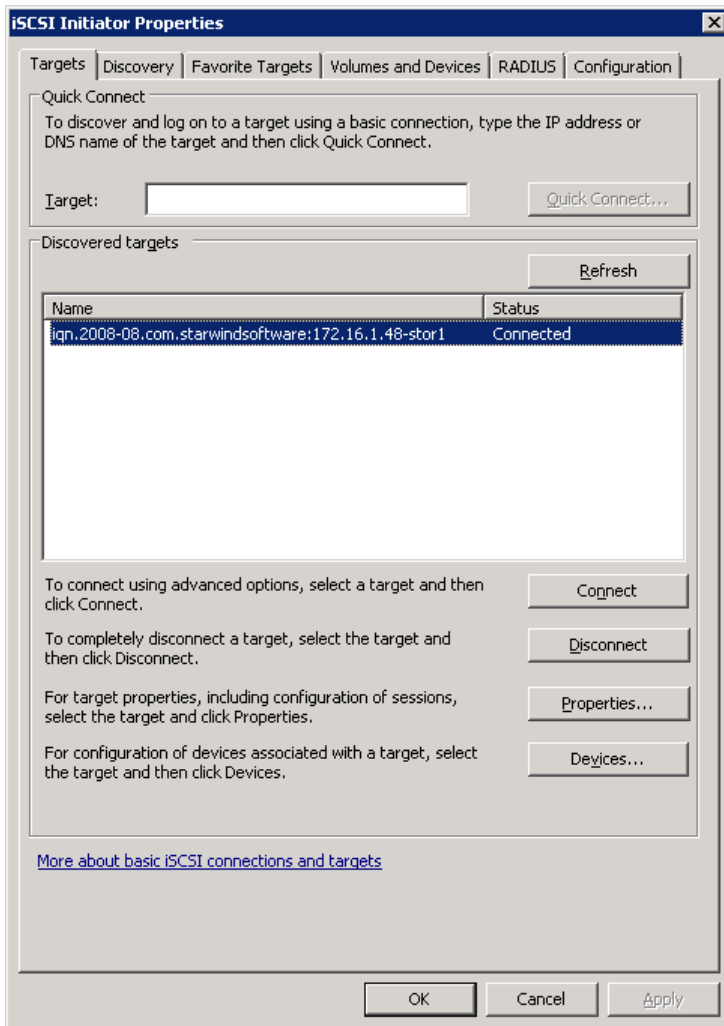 iSCSI Initiator Properties
Targets Discovery Favorite Targets Volumes and Devices RADIUS Configuration
Quick Connect
To discover and log on to a target using a basic connection, type the IP address or
DNS name of the target and then click Quick Connect.
Target: Quick Connect...
Discovered targets
Refresh
Name Status
iqn.2008-08.com.starwindsoftware:172.16.1.48-stor1 Connected
To connect using advanced options, select a target and then
click Connect.
Connect
To completely disconnect a target, select the target and
then click Disconnect.
Disconnect
For target properties, including configuration of sessions,
select the target and click Properties.
Properties...
For configuration of devices associated with a target, select
the target and then click Devices.
Devices...
More about basic iSCSI connections and targets
OK Cancel Apply